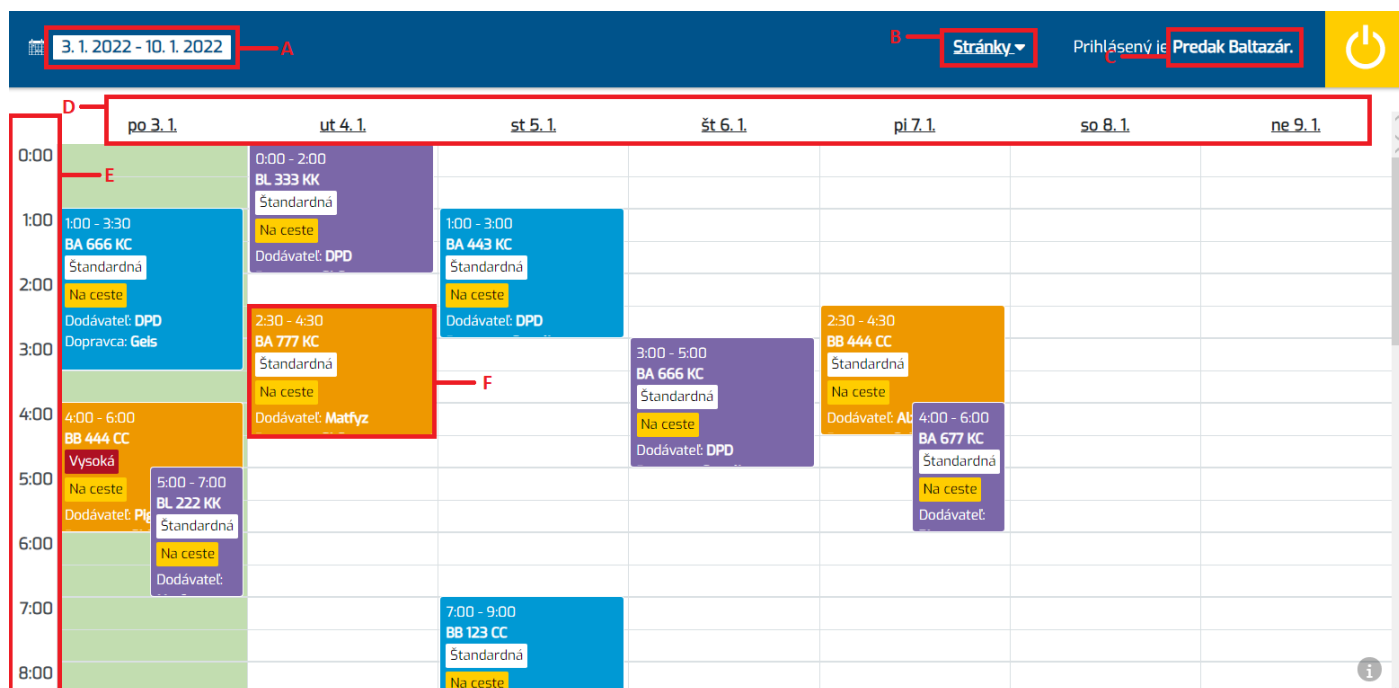 3. 1. 2022 - 10. 1. 2022
A
B
Stránky
Prihlásený je Predak Baltazár.
C
D
po 3. 1.
ut 4. 1.
st 5. 1.
št 6. 1.
pi 7. 1.
so 8. 1.
ne 9. 1.
E
0:00
1:00
2:00
3:00
4:00
5:00
6:00
7:00
8:00
1:00 - 3:30
BA 666 KC
Štandardná
Na ceste
Dodávateľ: DPD
Dopravca: Geis
4:00 - 6:00
BB 444 CC
Vysoká
Na ceste
Dodávateľ:
5:00 - 7:00
BL 222 KK
Štandardná
Na ceste
Dodávateľ:
0:00 - 2:00
BL 333 KK
Štandardná
Na ceste
Dodávateľ: DPD
2:30 - 4:30
BA 777 KC
Štandardná
Na ceste
Dodávateľ: Matfyz
F
1:00 - 3:00
BA 443 KC
Štandardná
Na ceste
Dodávateľ: DPD
7:00 - 9:00
BB 123 CC
Štandardná
Na ceste
3:00 - 5:00
BA 666 KC
Štandardná
Na ceste
Dodávateľ: DPD
2:30 - 4:30
BB 444 CC
Štandardná
Na ceste
Dodávateľ:
4:00 - 6:00
BA 677 KC
Štandardná
Na ceste
Dodávateľ: